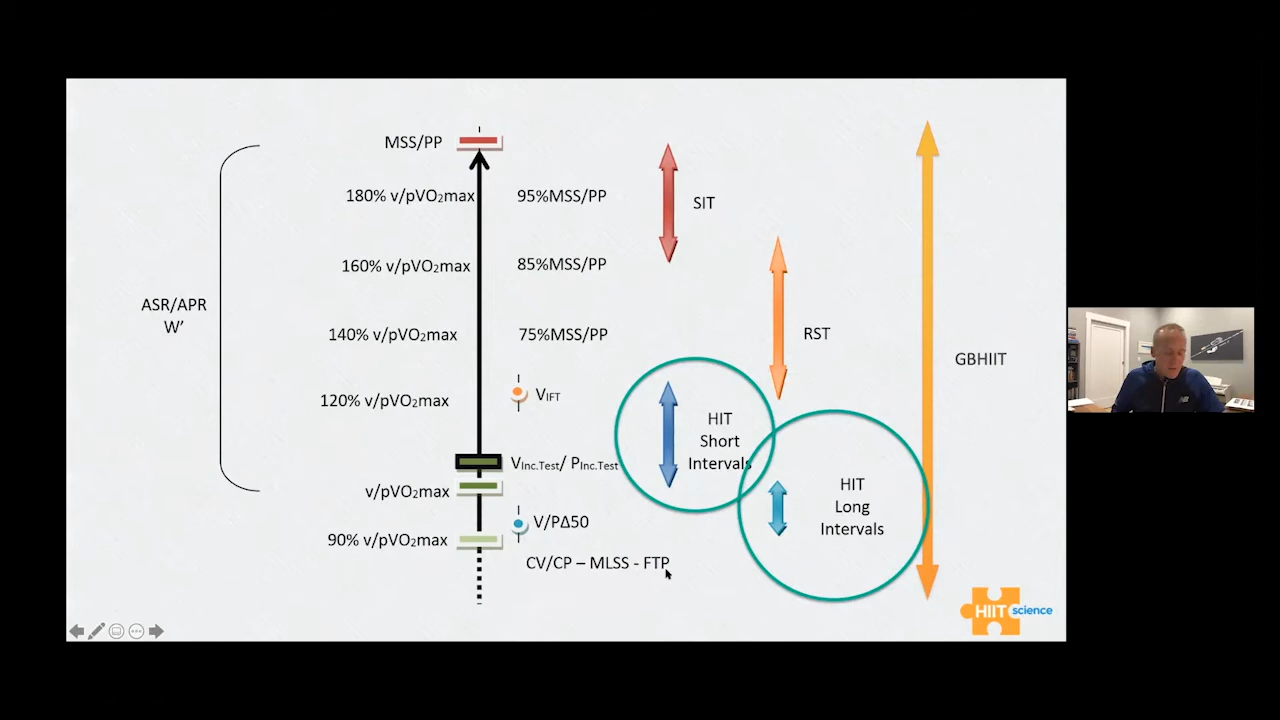 MSS/PP
180% v/pVO₂max
95%MSS/PP
SIT
160% v/pVO₂max
85%MSS/PP
ASR/APR
W'
140% v/pVO₂max
75%MSS/PP
RST
GBHIIT
120% v/pVO₂max
VIFT
HIT
Short
Intervals
VInc.Test/ PInc.Test
v/pVO₂max
HIT
Long
Intervals
V/PΔ50
90% v/pVO₂max
CV/CP – MLSS - FTP
HIIT science